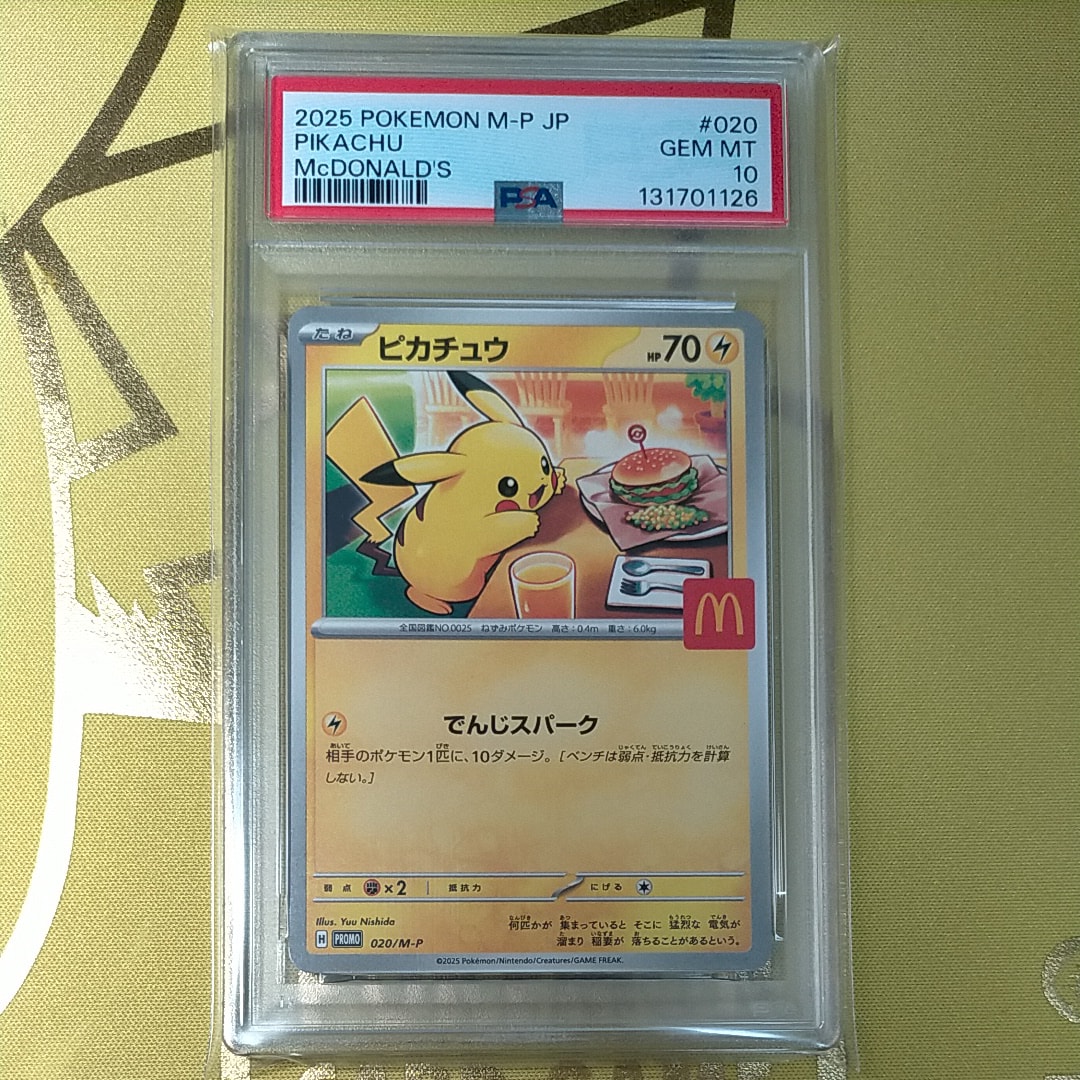 2025 POKEMON M-P JP
#020
PIKACHU
GEM MT
McDONALD'S
10
PSA
131701126
たね
ピカチュウ
HP 70
M
全国図鑑NO.0025 ねずみポケモン 高さ:0.4m 重さ:6.0kg
でんじスパーク
相手のポケモン1匹に、10ダメージ。[ベンチは弱点・抵抗力を計算
しない。]
弱点 ×2 抵抗力 にげる
Illus. Yuu Nishida
何匹かが 集まっていると そこに 猛烈な 電気が
溜まり 稲妻が 落ちることがあるという。
H PROMO 020/M-P
©2025 Pokémon/Nintendo/Creatures/GAME FREAK.